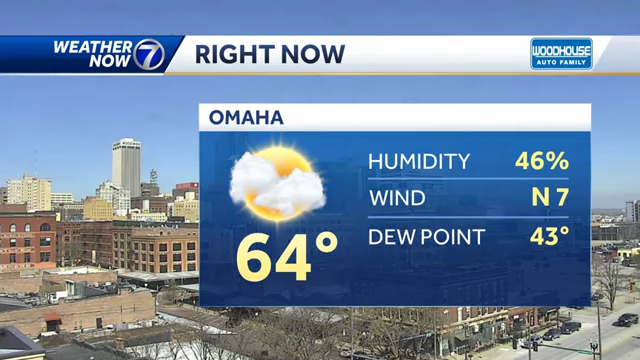 WEATHER
NOW 7
RIGHT NOW
WOODHOUSE
AUTO FAMILY
OMAHA
64°
HUMIDITY 46%
WIND N 7
DEW POINT 43°